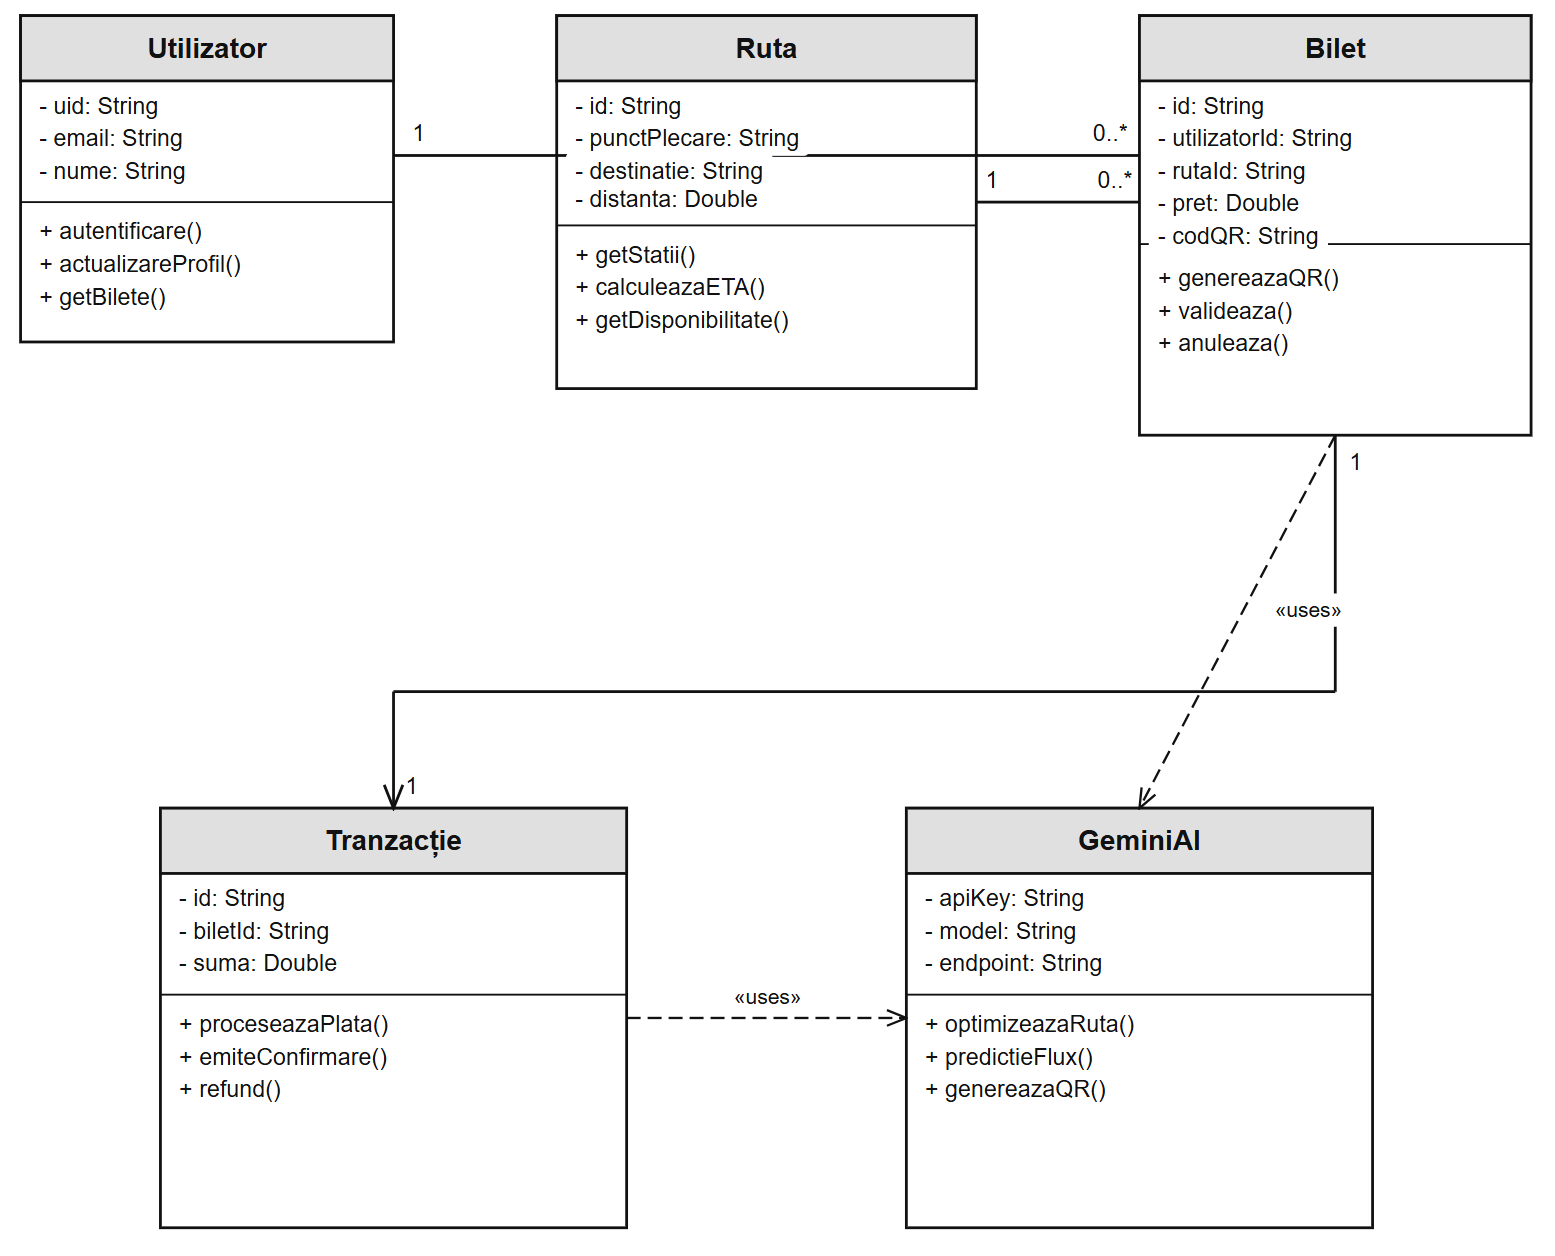 Utilizator
- uid: String
- email: String
- nume: String
+ autentificare()
+ actualizareProfil()
+ getBilete()
1
Ruta
- id: String
- punctPlecare: String
- destinatie: String
- distanta: Double
+ getStatii()
+ calculeazaETA()
+ getDisponibilitate()
0..*
1
0..*
Bilet
- id: String
- utilizatorId: String
- rutaId: String
- pret: Double
- codQR: String
+ genereazaQR()
+ valideaza()
+ anuleaza()
1
«uses»
1
Tranzacție
- id: String
- biletId: String
- suma: Double
+ proceseazaPlata()
+ emiteConfirmare()
+ refund()
«uses»
GeminiAI
- apiKey: String
- model: String
- endpoint: String
+ optimizeazaRuta()
+ predictieFlux()
+ genereazaQR()